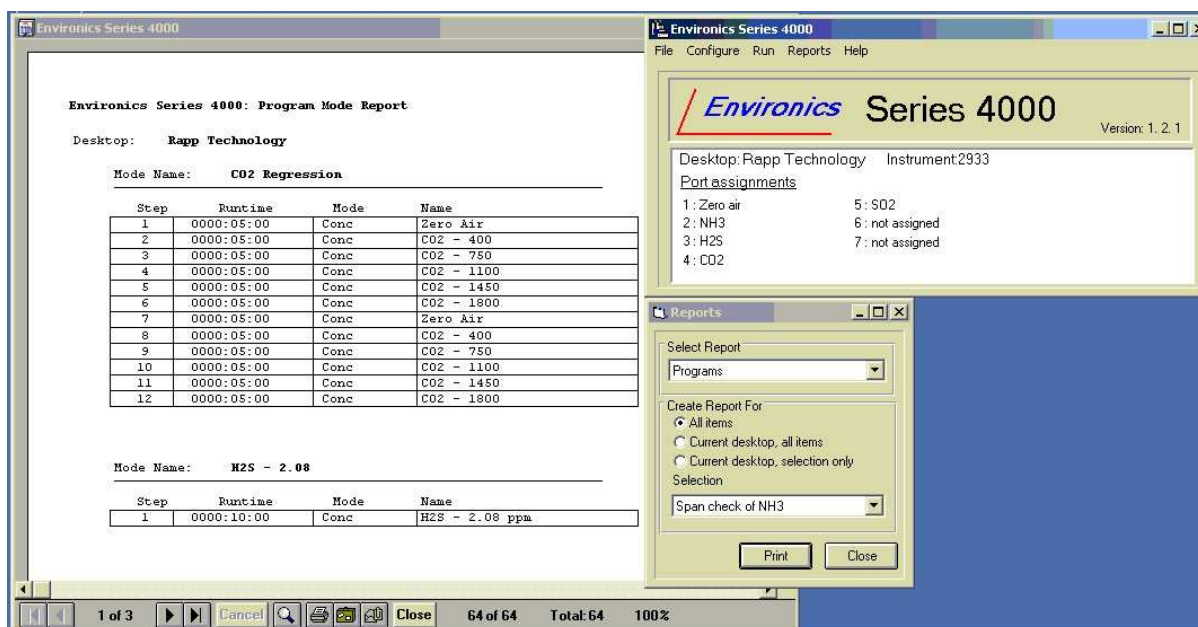 Environics Series 4000
Environics Series 4000: Program Mode Report
Desktop: Rapp Technology
Mode Name: CO2 Regression
Step Runtime Mode Name
1 0000:05:00 Conc Zero Air
2 0000:05:00 Conc CO2 - 400
3 0000:05:00 Conc CO2 - 750
4 0000:05:00 Conc CO2 - 1100
5 0000:05:00 Conc CO2 - 1450
6 0000:05:00 Conc CO2 - 1800
7 0000:05:00 Conc Zero Air
8 0000:05:00 Conc CO2 - 400
9 0000:05:00 Conc CO2 - 750
10 0000:05:00 Conc CO2 - 1100
11 0000:05:00 Conc CO2 - 1450
12 0000:05:00 Conc CO2 - 1800
Mode Name: H2S - 2.08
Step Runtime Mode Name
1 0000:10:00 Conc H2S - 2.08 ppm
1 of 3 Cancel Close 64 of 64 Total:64 100%
Environics Series 4000
File Configure Run Reports Help
Environics Series 4000
Version: 1. 2. 1
Desktop:Rapp Technology Instrument:2933
Port assignments
1 : Zero air 5 : SO2
2 : NH3 6 : not assigned
3 : H2S 7 : not assigned
4 : CO2
Reports
Select Report
Programs
Create Report For
All items
Current desktop, all items
Current desktop, selection only
Selection
Span check of NH3
Print Close